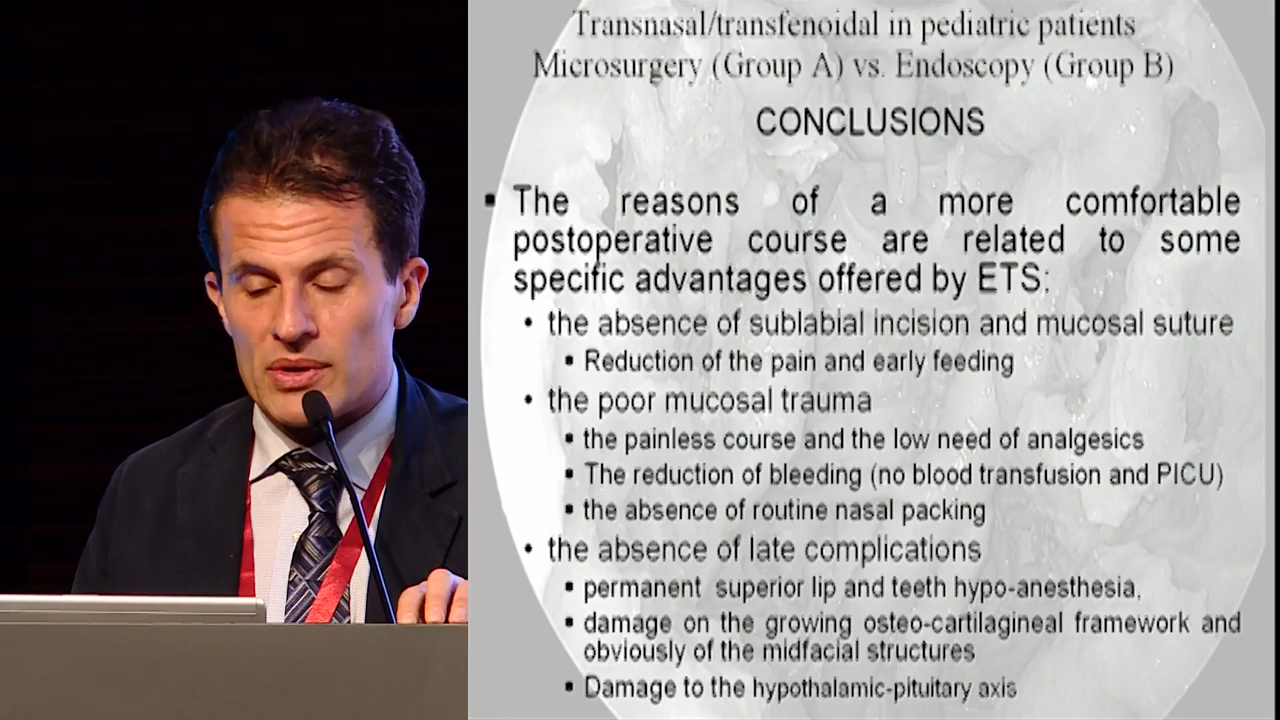 Transnasal/transfenoidal in pediatric patients
Microsurgery (Group A) vs. Endoscopy (Group B)
CONCLUSIONS
▪ The reasons of a more comfortable
postoperative course are related to some
specific advantages offered by ETS:
• the absence of sublabial incision and mucosal suture
▪ Reduction of the pain and early feeding
• the poor mucosal trauma
▪ the painless course and the low need of analgesics
▪ The reduction of bleeding (no blood transfusion and PICU)
▪ the absence of routine nasal packing
• the absence of late complications
▪ permanent superior lip and teeth hypo-anesthesia,
▪ damage on the growing osteo-cartilagineal framework and
obviously of the midfacial structures
▪ Damage to the hypothalamic-pituitary axis